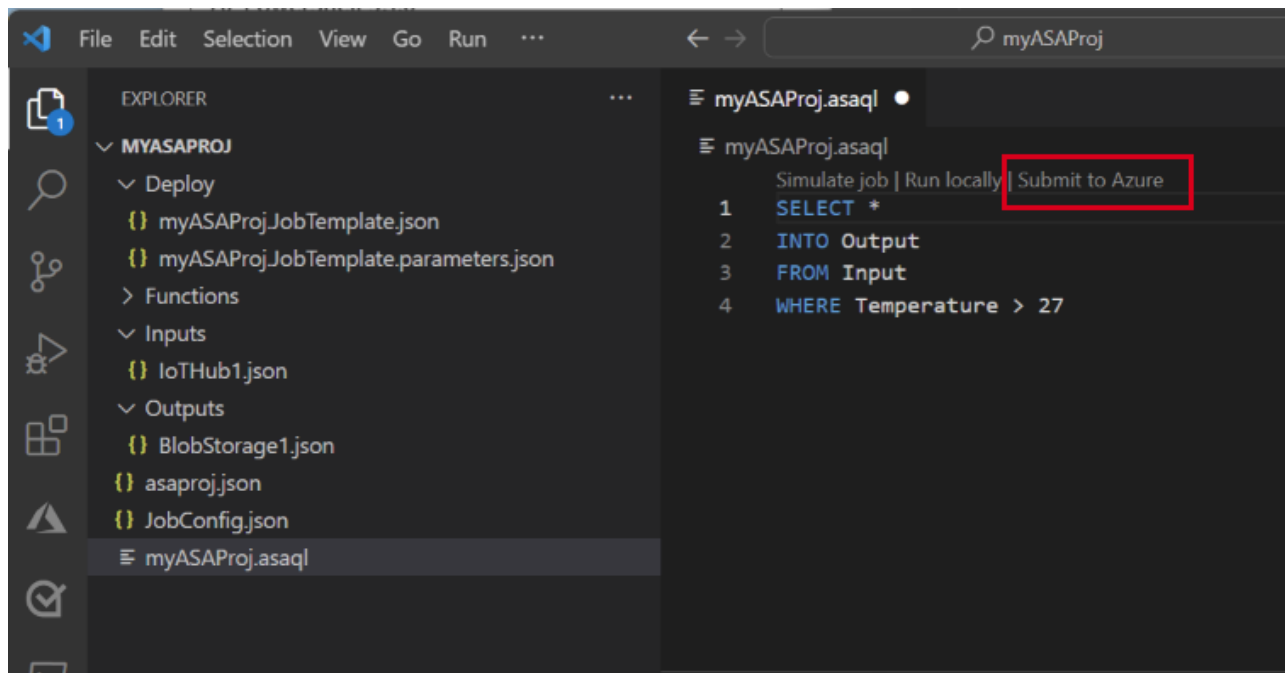 File Edit Selection View Go Run ··· myASAProj
EXPLORER ···
MYASAPROJ
Deploy
{} myASAProj.JobTemplate.json
{} myASAProj.JobTemplate.parameters.json
Functions
Inputs
{} IoTHub1.json
Outputs
{} BlobStorage1.json
{} asaproj.json
{} JobConfig.json
myASAProj.asaql
1
myASAProj.asaql
myASAProj.asaql
Simulate job | Run locally | Submit to Azure
1 SELECT *
2 INTO Output
3 FROM Input
4 WHERE Temperature > 27